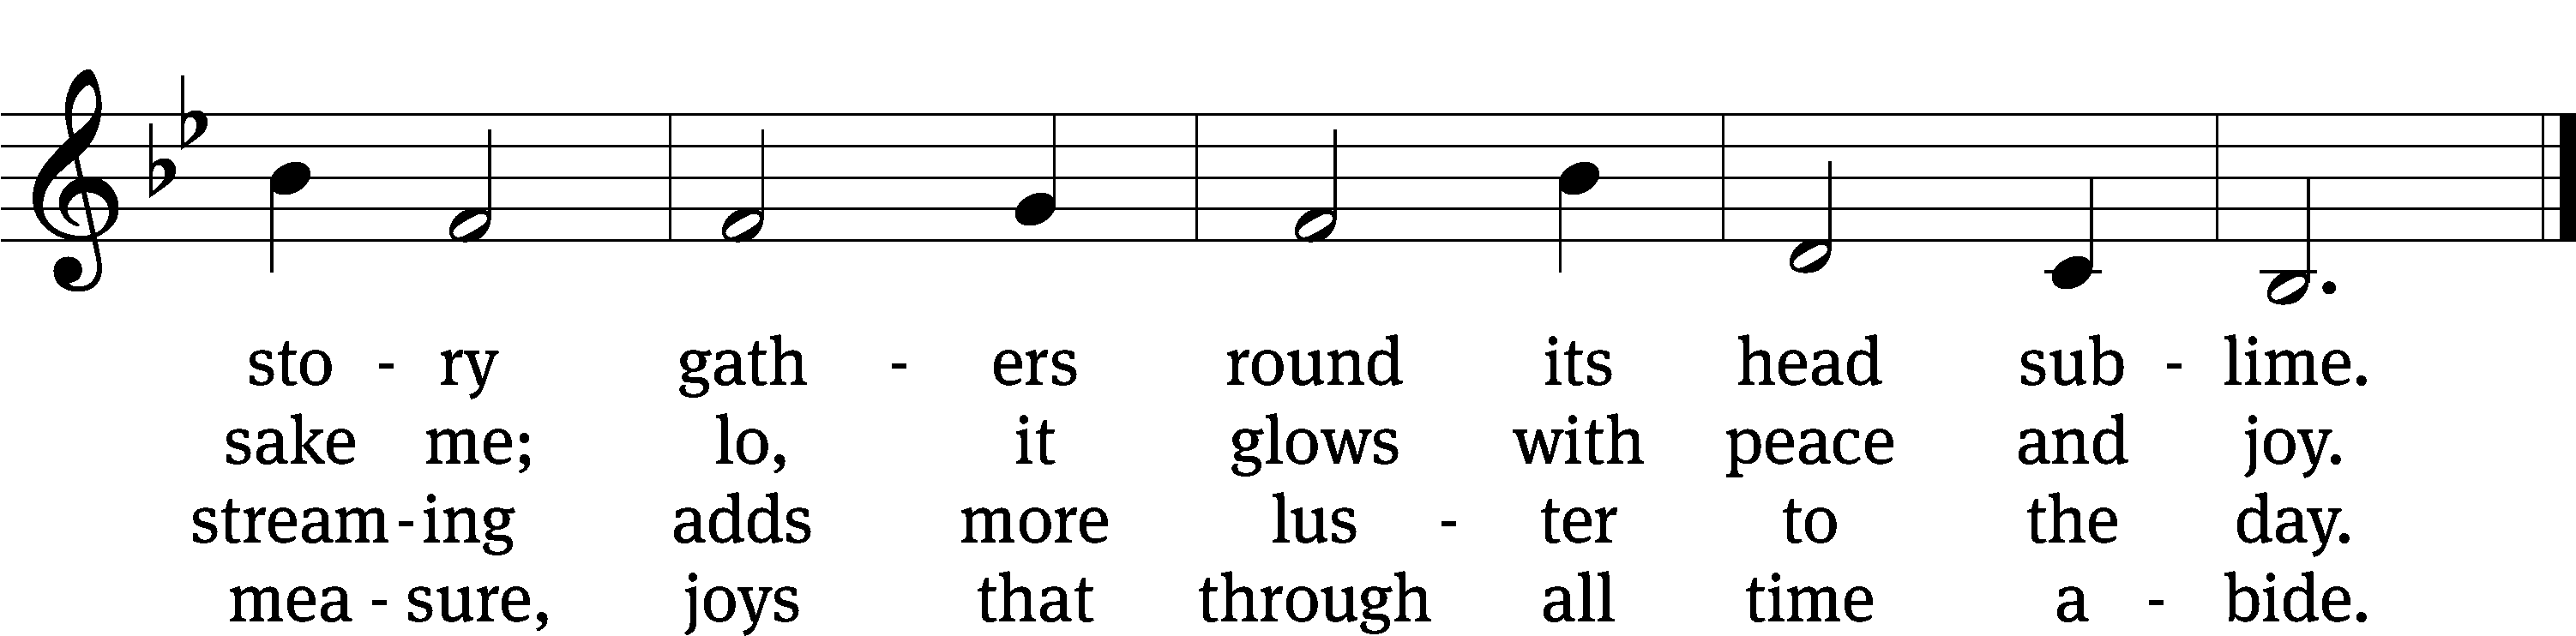 sto - ry gath - ers round its head sub - lime.
sake me; lo, it glows with peace and joy.
stream - ing adds more lus - ter to the day.
mea - sure, joys that through all time a - bide.